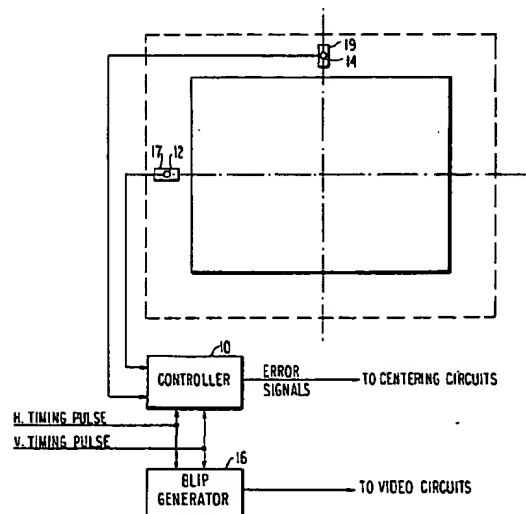 19
14
17 12
10
CONTROLLER
ERROR
SIGNALS
TO CENTERING CIRCUITS
H. TIMING PULSE
V. TIMING PULSE
16
BLIP
GENERATOR
TO VIDEO CIRCUITS